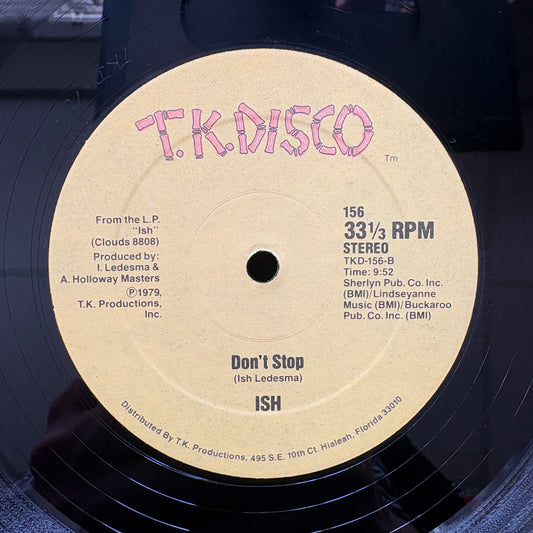 T.K.DISCO
TM
From the L.P.
"Ish"
(Clouds 8808)
Produced by:
I. Ledesma &
A. Holloway Masters
Ⓟ1979,
T.K. Productions,
Inc.
156
33⅓ RPM
STEREO
TKD-156-B
Time: 9:52
Sherlyn Pub. Co. Inc.
(BMI)/Lindseyanne
Music (BMI)/Buckaroo
Pub. Co. Inc. (BMI)
Don't Stop
(Ish Ledesma)
ISH
Distributed By T.K. Productions, 495 S.E. 10th Ct. Hialeah, Florida 33010